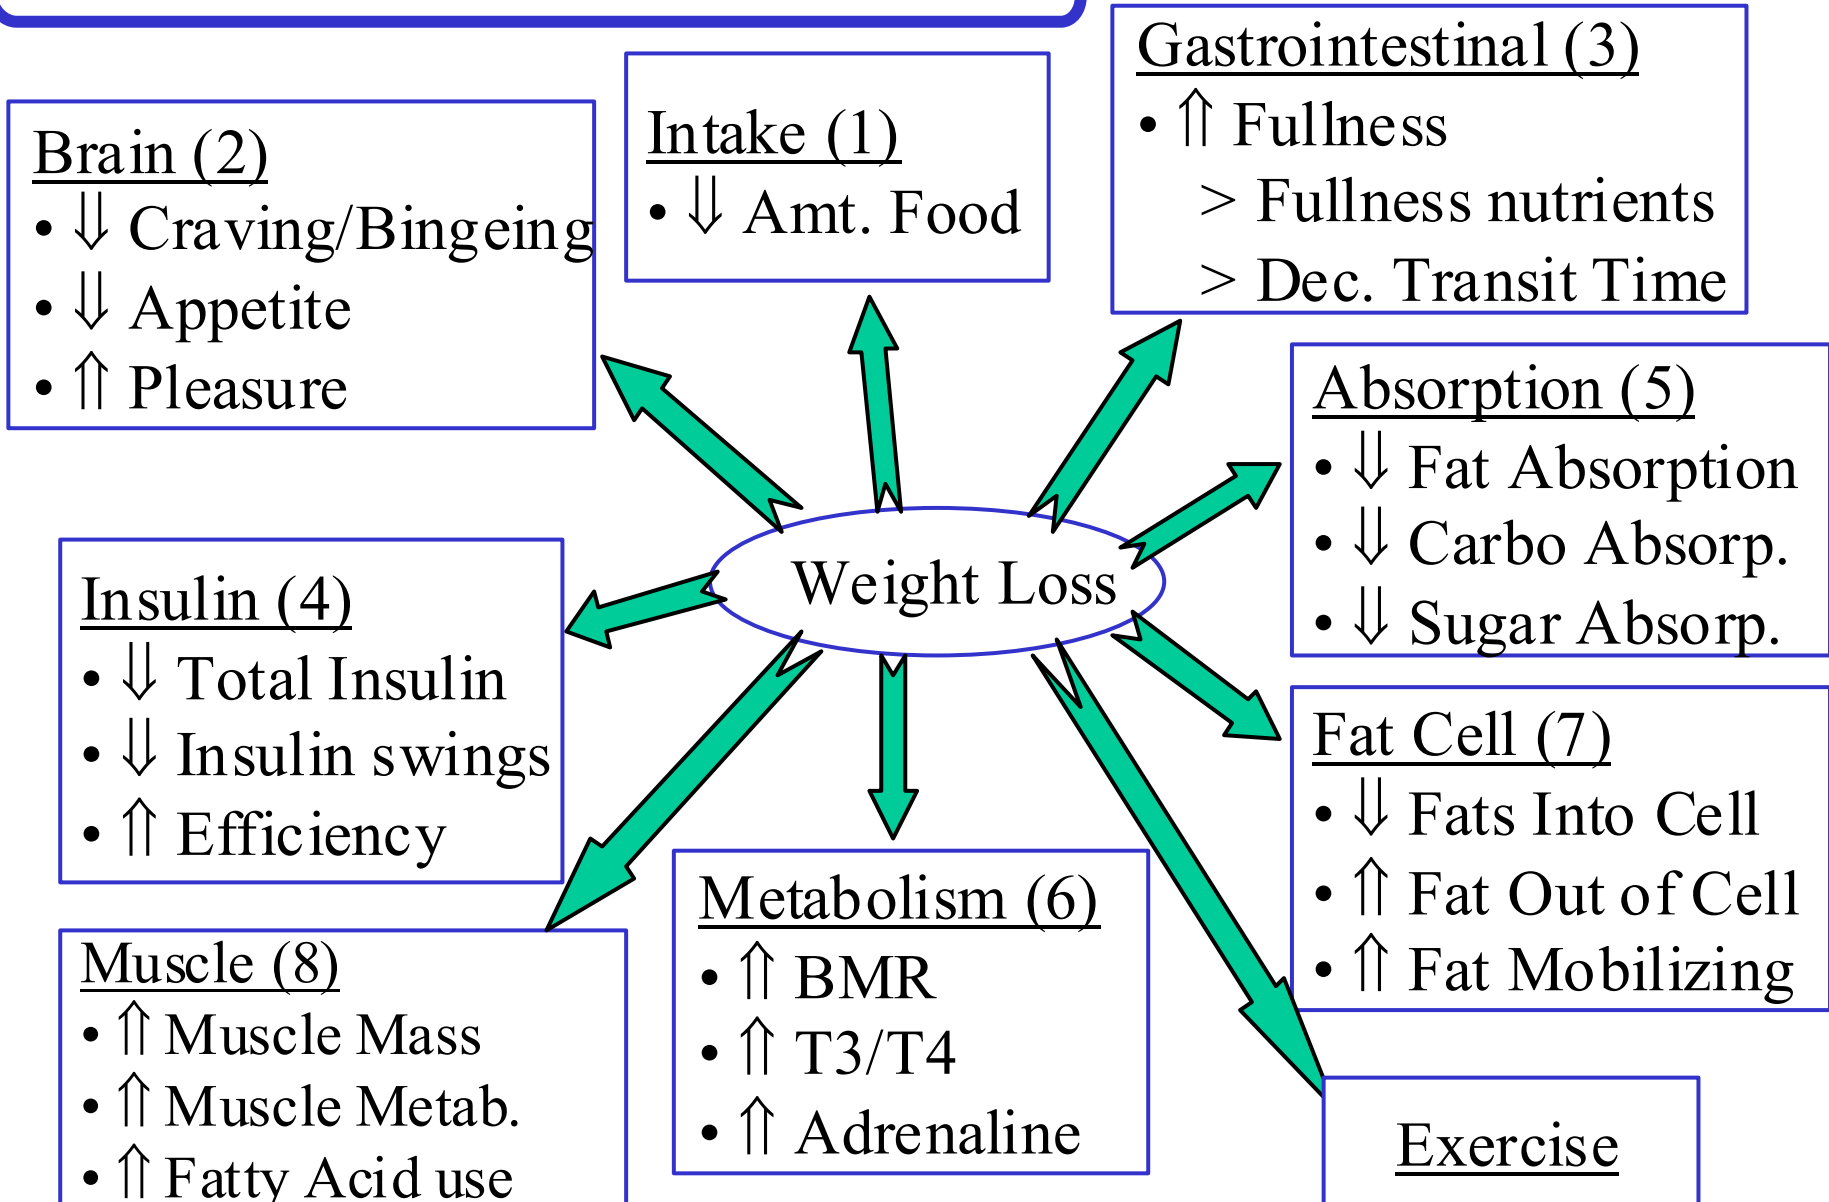 Gastrointestinal (3)
• ⇑ Fullness
> Fullness nutrients
> Dec. Transit Time
Intake (1)
• ⇓ Amt. Food
Brain (2)
• ⇓ Craving/Bingeing
• ⇓ Appetite
• ⇑ Pleasure
Absorption (5)
• ⇓ Fat Absorption
• ⇓ Carbo Absorp.
• ⇓ Sugar Absorp.
Weight Loss
Insulin (4)
• ⇓ Total Insulin
• ⇓ Insulin swings
• ⇑ Efficiency
Fat Cell (7)
• ⇓ Fats Into Cell
• ⇑ Fat Out of Cell
• ⇑ Fat Mobilizing
Metabolism (6)
• ⇑ BMR
• ⇑ T3/T4
• ⇑ Adrenaline
Muscle (8)
• ⇑ Muscle Mass
• ⇑ Muscle Metab.
• ⇑ Fatty Acid use
Exercise